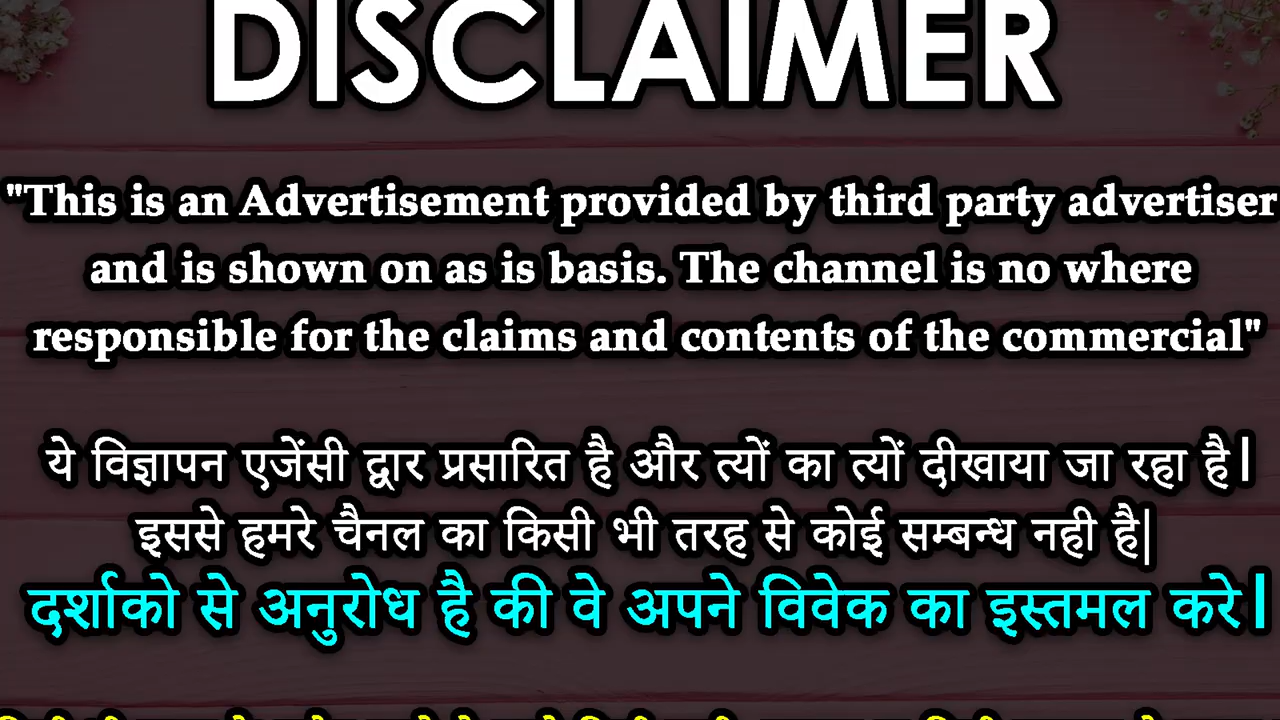 DISCLAIMER
"This is an Advertisement provided by third party advertiser
and is shown on as is basis. The channel is no where
responsible for the claims and contents of the commercial"
ये विज्ञापन एजेंसी द्वार प्रसारित है और त्यों का त्यों दीखाया जा रहा है।
इससे हमरे चैनल का किसी भी तरह से कोई सम्बन्ध नही है|
दर्शाको से अनुरोध है की वे अपने विवेक का इस्तमल करे।